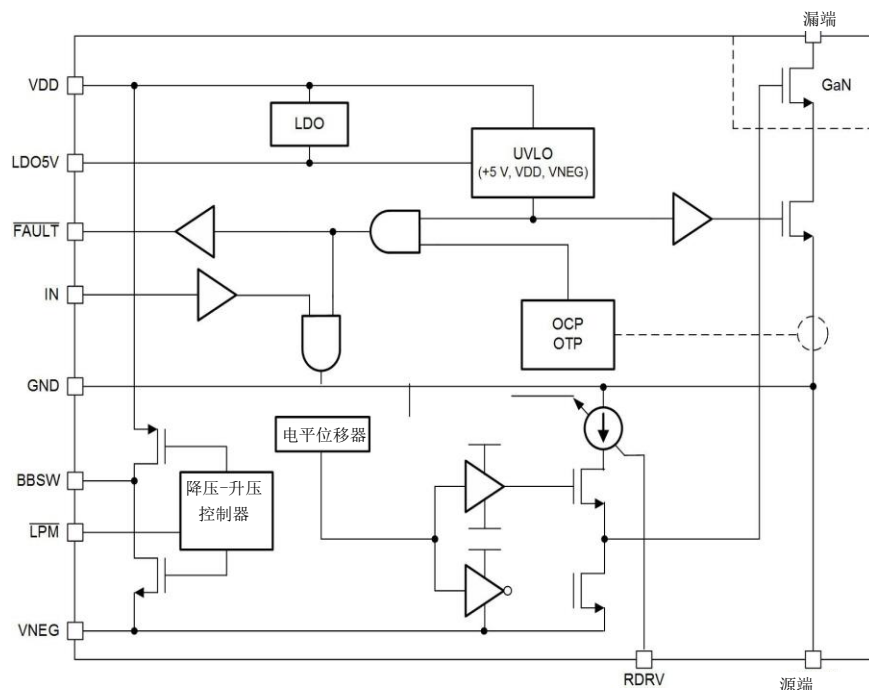 漏端
VDD
GaN
LDO
LDO5V
UVLO
(+5 V, VDD, VNEG)
FAULT
IN
OCP
OTP
GND
电平位移器
BBSW
降压-升压
控制器
LPM
VNEG
RDRV
源端